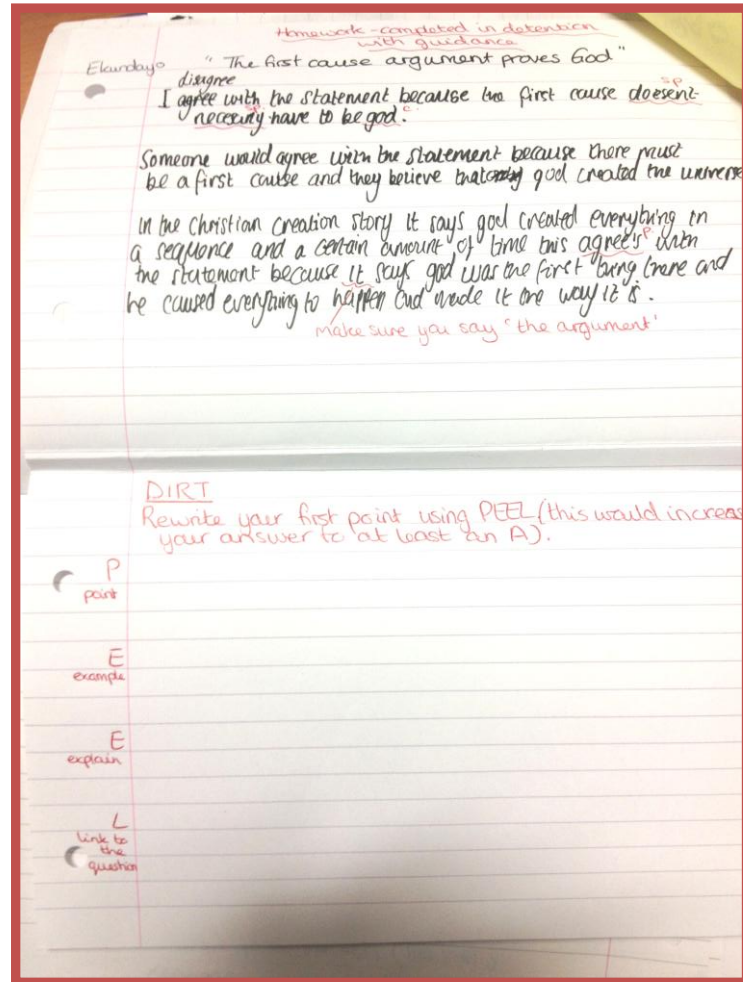 Homework - completed in detention
with guidance
Ekundayo "The first cause argument proves God"
disagree
I agree with the statement because the first cause doesent sp
necesiriy have to be god. c.
Someone would agree with the statement because there must
be a first cause and they believe that god created the universe
In the Christian creation story it says god created everything in
a sequence and a certain amount of time this agree's p with
the statement because it says god was the first being there and
he caused everything to happen and made it the way it is.
make sure you say 'the argument'
DIRT
Rewrite your first point using PEEL (this would increas
your answer to at least an A).
P
point
E
example
E
explain
L
link to
the
question